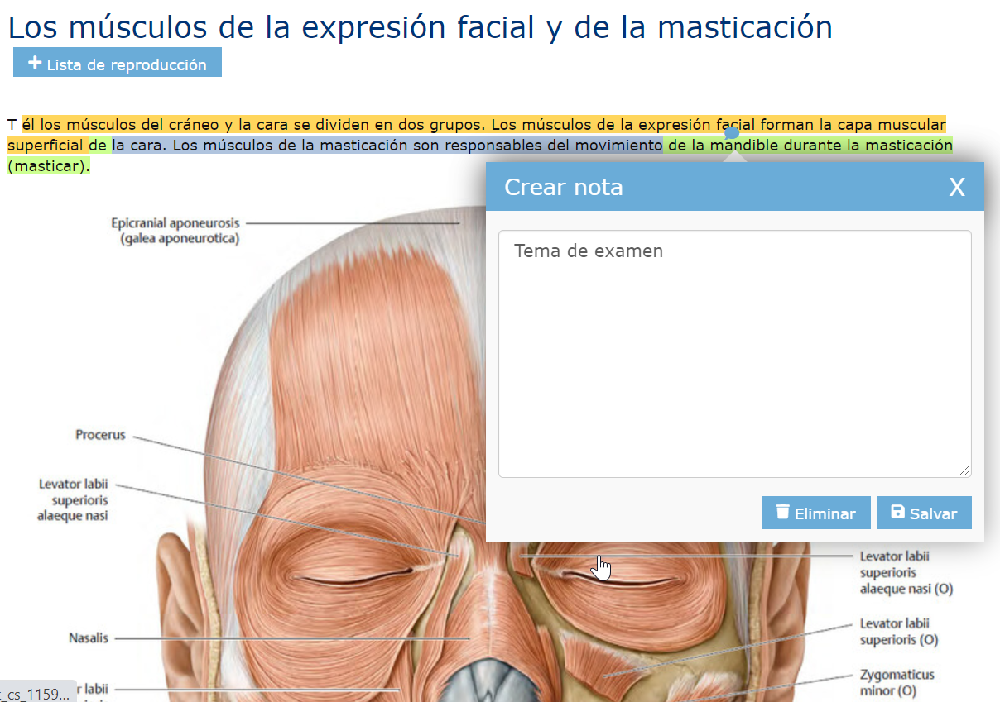 Los músculos de la expresión facial y de la masticación
+ Lista de reproducción
T él los músculos del cráneo y la cara se dividen en dos grupos. Los músculos de la expresión facial forman la capa muscular
superficial de la cara. Los músculos de la masticación son responsables del movimiento de la mandible durante la masticación
(masticar).
Crear nota X
Tema de examen
Eliminar Salvar
Epicranial aponeurosis
(galea aponeurotica)
Procerus
Levator labii
superioris
alaeque nasi
Nasalis
r labii
Levator labii
superioris
alaeque nasi (O)
Levator labii
superioris (O)
Zygomaticus
minor (O)
_cs_1159...